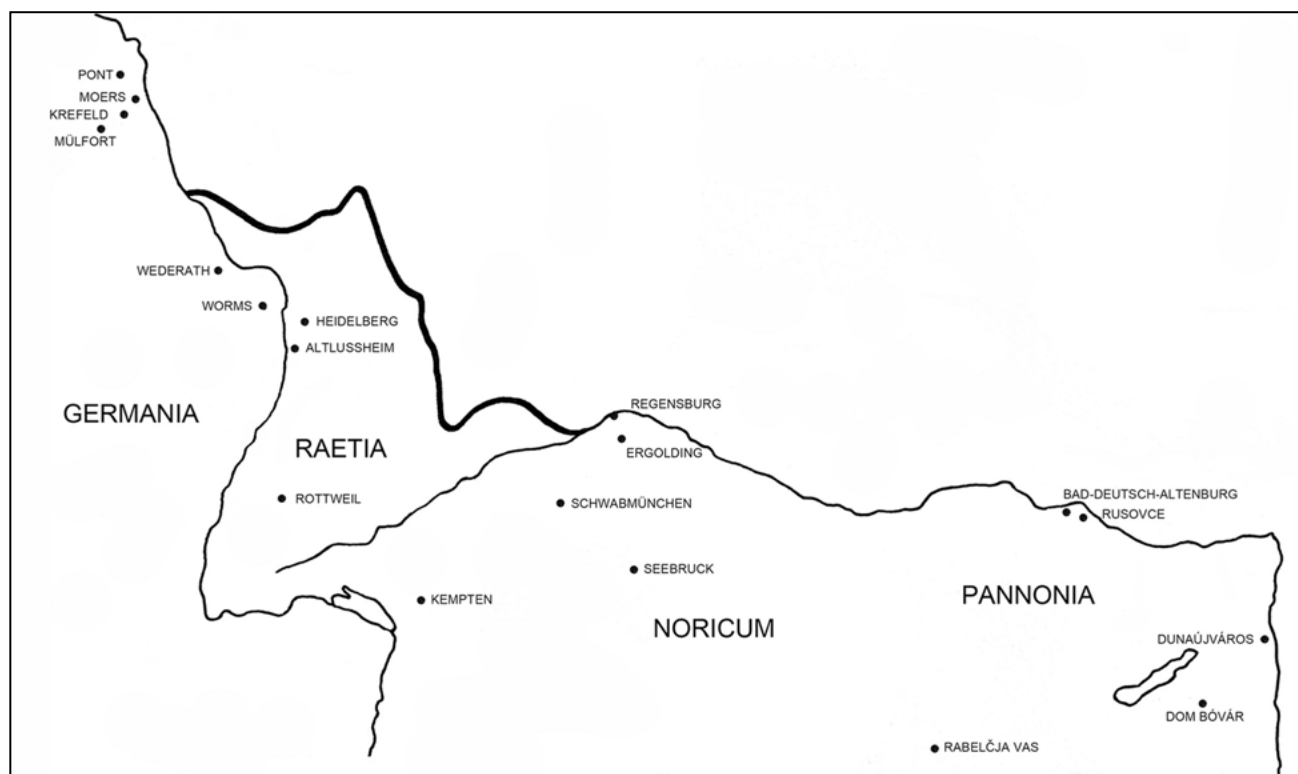 PONT
MOERS
KREFELD
MÜLFORT
WEDERATH
WORMS
HEIDELBERG
ALTLUSSHEIM
GERMANIA
RAETIA
REGENSBURG
ERGOLDING
ROTTWEIL
SCHWABMÜNCHEN
BAD-DEUTSCH-ALTENBURG
RUSOVCE
SEEBRUCK
KEMPTEN
PANNONIA
NORICUM
DUNAÚJVÁROS
DOM BÓVÁR
RABELČJA VAS